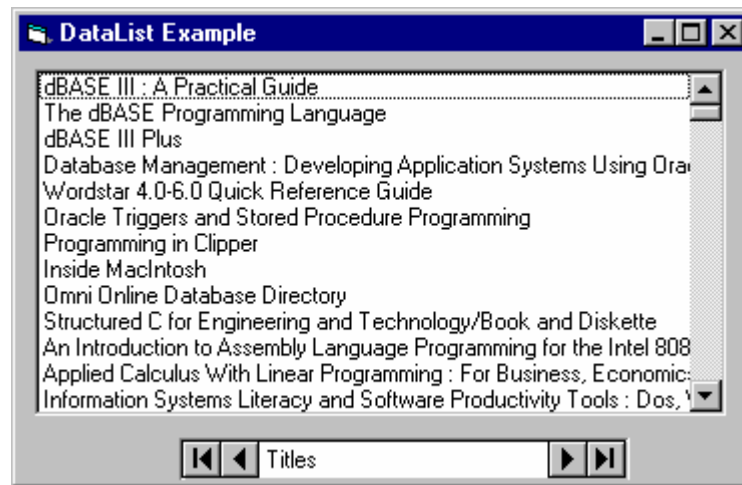 DataList Example
dBASE III : A Practical Guide
The dBASE Programming Language
dBASE III Plus
Database Management : Developing Application Systems Using Orac
Wordstar 4.0-6.0 Quick Reference Guide
Oracle Triggers and Stored Procedure Programming
Programming in Clipper
Inside MacIntosh
Omni Online Database Directory
Structured C for Engineering and Technology/Book and Diskette
An Introduction to Assembly Language Programming for the Intel 808
Applied Calculus With Linear Programming : For Business, Economics
Information Systems Literacy and Software Productivity Tools : Dos,
Titles